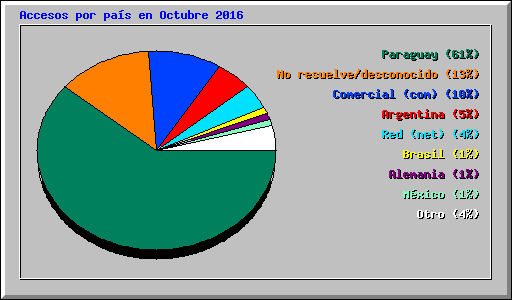 Accesos por país en Octubre 2016
Paraguay (61%)
No resuelve/desconocido (13%)
Comercial (com) (10%)
Argentina (5%)
Red (net) (4%)
Brasil (1%)
Alemania (1%)
México (1%)
Otro (4%)